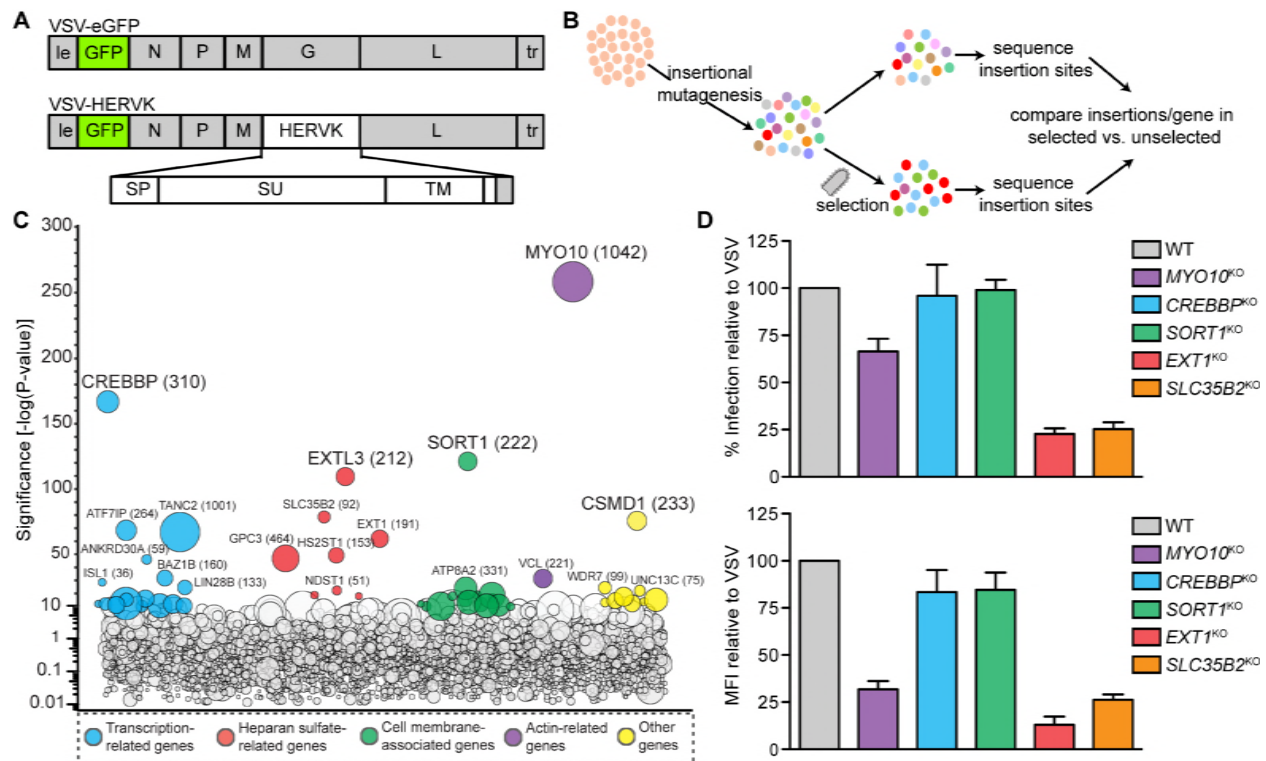 A
VSV-eGFP
le GFP N P M G L tr
VSV-HERVK
le GFP N P M HERVK L tr
SP SU TM
B
insertional
mutagenesis
selection
sequence
insertion sites
sequence
insertion sites
compare insertions/gene in
selected vs. unselected
C
Significance [-log(P-value)]
300
250
200
150
100
50
10
1
0.1
0.01
MYO10 (1042)
CREBBP (310)
SORT1 (222)
EXTL3 (212)
CSMD1 (233)
SLC35B2 (92)
EXT1 (191)
TANC2 (1001)
ATF7IP (264)
GPC3 (464)
HS2ST1 (153)
ANKRD30A (59)
BAZ1B (160)
ISL1 (36)
LIN28B (133)
NDST1 (51)
ATP8A2 (331)
VCL (221)
WDR7 (99)
UNC13C (75)
Transcription-
related genes
Heparan sulfate-
related genes
Cell membrane-
associated genes
Actin-related
genes
Other
genes
D
% Infection relative to VSV
125
100
75
50
25
0
WT
MYO10KO
CREBBPKO
SORT1KO
EXT1KO
SLC35B2KO
MFI relative to VSV
125
100
75
50
25
0
WT
MYO10KO
CREBBPKO
SORT1KO
EXT1KO
SLC35B2KO